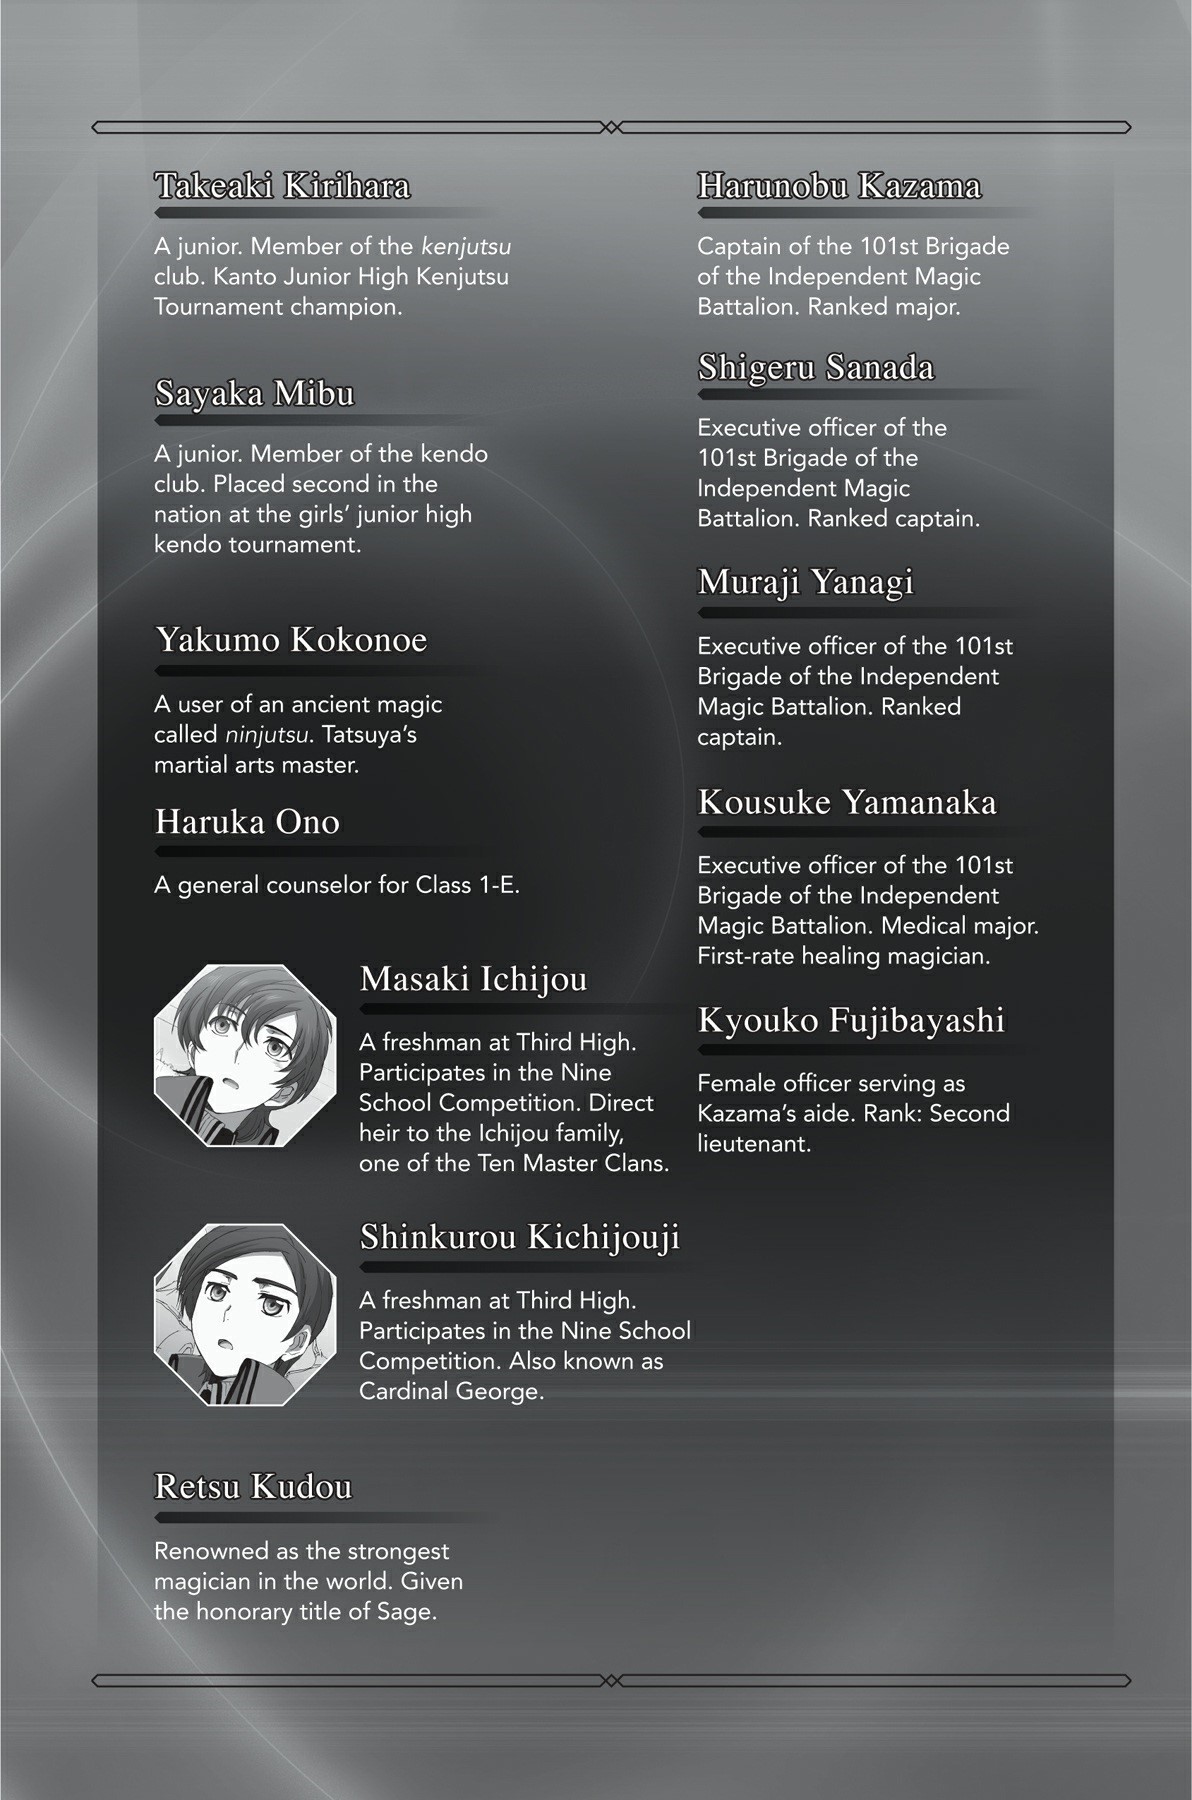 Takeaki Kirihara
A junior. Member of the kenjutsu
club. Kanto Junior High Kenjutsu
Tournament champion.
Sayaka Mibu
A junior. Member of the kendo
club. Placed second in the
nation at the girls’ junior high
kendo tournament.
Yakumo Kokonoe
A user of an ancient magic
called ninjutsu. Tatsuya’s
martial arts master.
Haruka Ono
A general counselor for Class 1-E.
Masaki Ichijou
A freshman at Third High.
Participates in the Nine
School Competition. Direct
heir to the Ichijou family,
one of the Ten Master Clans.
Shinkurou Kichijouji
A freshman at Third High.
Participates in the Nine School
Competition. Also known as
Cardinal George.
Retsu Kudou
Renowned as the strongest
magician in the world. Given
the honorary title of Sage.
Harunobu Kazama
Captain of the 101st Brigade
of the Independent Magic
Battalion. Ranked major.
Shigeru Sanada
Executive officer of the
101st Brigade of the
Independent Magic
Battalion. Ranked captain.
Muraji Yanagi
Executive officer of the 101st
Brigade of the Independent
Magic Battalion. Ranked
captain.
Kousuke Yamanaka
Executive officer of the 101st
Brigade of the Independent
Magic Battalion. Medical major.
First-rate healing magician.
Kyouko Fujibayashi
Female officer serving as
Kazama’s aide. Rank: Second
lieutenant.